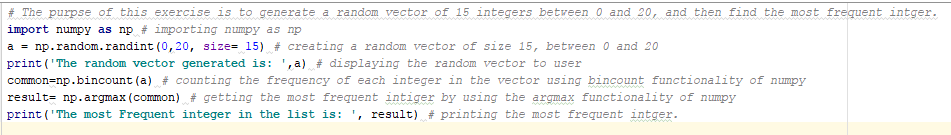 # The purpse of this exercise is to generate a random vector of 15 integers between 0 and 20, and then find the most frequent intger.
import numpy as np # importing numpy as np
a = np.random.randint(0,20, size= 15) # creating a random vector of size 15, between 0 and 20
print('The random vector generated is: ',a) # displaying the random vector to user
common=np.bincount(a) # counting the frequency of each integer in the vector using bincount functionality of numpy
result= np.argmax(common) # getting the most frequent intiger by using the argmax functionality of numpy
print('The most Frequent integer in the list is: ', result) # printing the most frequent intger.